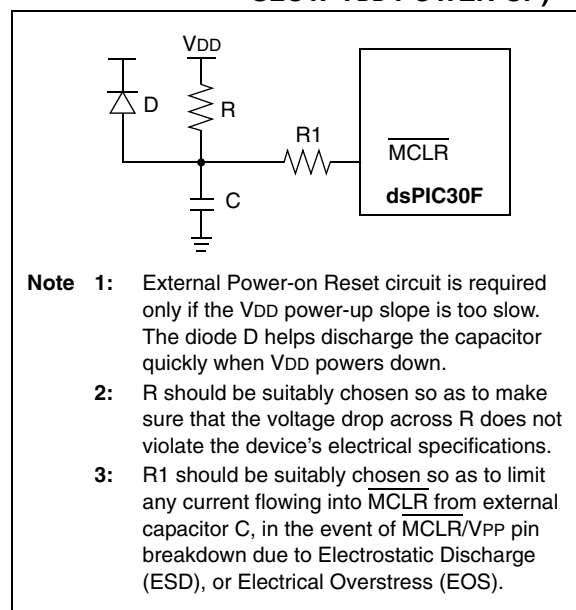 VDD
D
R
R1
MCLR
C
dsPIC30F
Note 1: External Power-on Reset circuit is required
only if the VDD power-up slope is too slow.
The diode D helps discharge the capacitor
quickly when VDD powers down.
2: R should be suitably chosen so as to make
sure that the voltage drop across R does not
violate the device's electrical specifications.
3: R1 should be suitably chosen so as to limit
any current flowing into MCLR from external
capacitor C, in the event of MCLR/VPP pin
breakdown due to Electrostatic Discharge
(ESD), or Electrical Overstress (EOS).